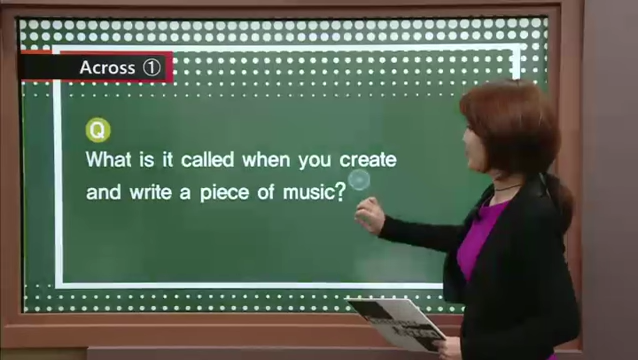 Across ①
Q
What is it called when you create
and write a piece of music?